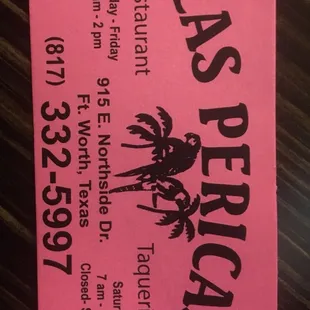 LAS PERICA
staurant
Taquer
day - Friday
m - 2 pm
915 E. Northside Dr.
Ft. Worth, Texas
Satur
7 am
Closed-
(817) 332-5997